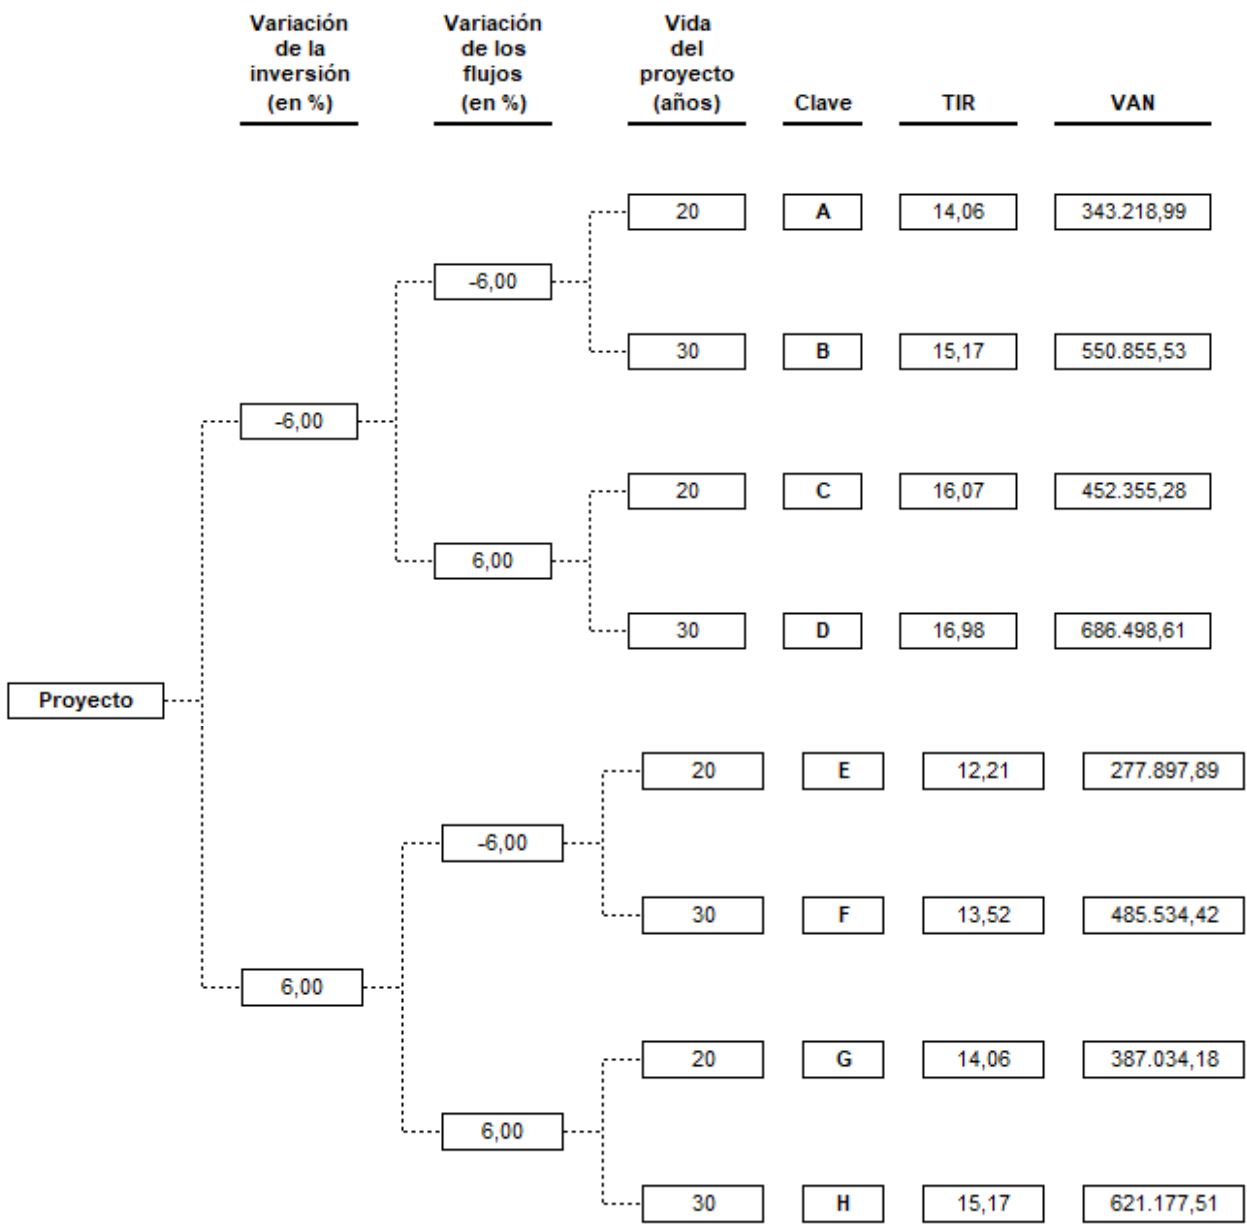 Variación de la inversión (en %)
Variación de los flujos (en %)
Vida del proyecto (años)
Clave
TIR
VAN
20 A 14,06 343.218,99
-6,00
30 B 15,17 550.855,53
-6,00
20 C 16,07 452.355,28
6,00
30 D 16,98 686.498,61
Proyecto
20 E 12,21 277.897,89
-6,00
30 F 13,52 485.534,42
6,00
20 G 14,06 387.034,18
6,00
30 H 15,17 621.177,51